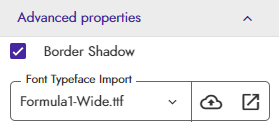 Advanced properties
Border Shadow
Font Typeface Import
Formula1-Wide.ttf